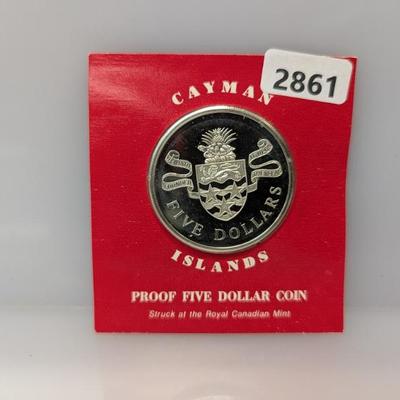 2861
CAYMAN
FIVE DOLLARS
ISLANDS
PROOF FIVE DOLLAR COIN
Struck at the Royal Canadian Mint